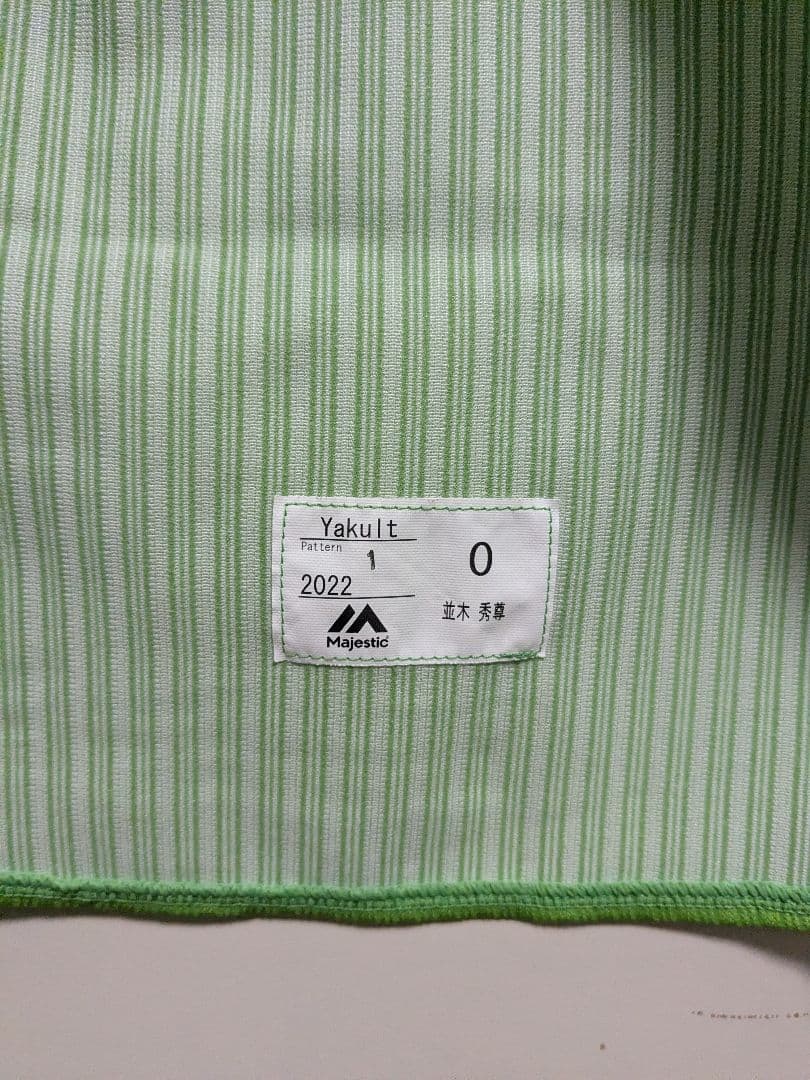 Yakult
Pattern
1
2022
Majestic
0
並木 秀尊